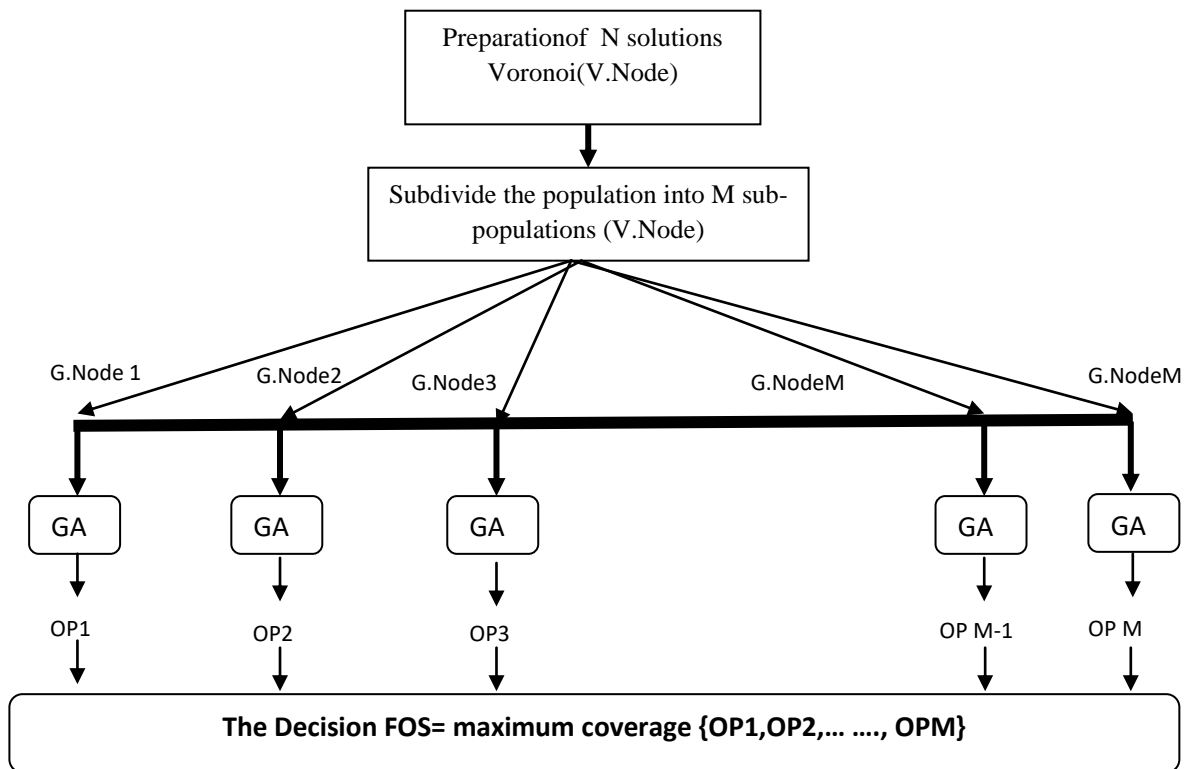 Preparationof N solutions
Voronoi(V.Node)
Subdivide the population into M sub-
populations (V.Node)
G.Node 1
G.Node2
G.Node3
G.NodeM
G.NodeM
GA
GA
GA
GA
GA
OP1
OP2
OP3
OP M-1
OP M
The Decision FOS= maximum coverage {OP1,OP2,... ...., OPM}